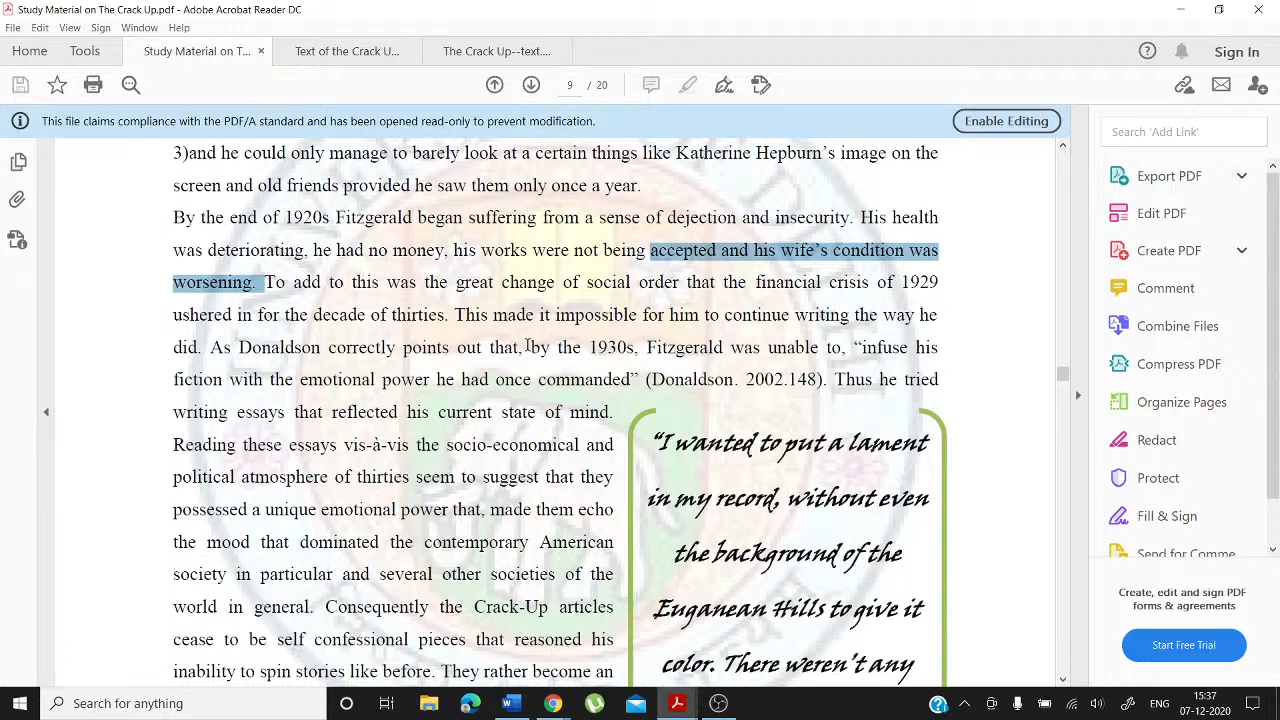 Study Material on The Crack Up.pdf - Adobe Acrobat Reader DC
File Edit View Sign Window Help
Home Tools Study Material on T... × Text of the Crack U... The Crack Up--text.... Sign In
9 / 20
This file claims compliance with the PDF/A standard and has been opened read-only to prevent modification. Enable Editing
3)and he could only manage to barely look at a certain things like Katherine Hepburn's image on the
screen and old friends provided he saw them only once a year.
By the end of 1920s Fitzgerald began suffering from a sense of dejection and insecurity. His health
was deteriorating, he had no money, his works were not being accepted and his wife's condition was
worsening. To add to this was the great change of social order that the financial crisis of 1929
ushered in for the decade of thirties. This made it impossible for him to continue writing the way he
did. As Donaldson correctly points out that, by the 1930s, Fitzgerald was unable to, "infuse his
fiction with the emotional power he had once commanded" (Donaldson. 2002.148). Thus he tried
writing essays that reflected his current state of mind.
Reading these essays vis-à-vis the socio-economical and
political atmosphere of thirties seem to suggest that they
possessed a unique emotional power that, made them echo
the mood that dominated the contemporary American
society in particular and several other societies of the
world in general. Consequently the Crack-Up articles
cease to be self confessional pieces that reasoned his
inability to spin stories like before. They rather become an
"I wanted to put a lament
in my record, without even
the background of the
Euganean Hills to give it
color. There weren't any
Search 'Add Link'
Export PDF
Edit PDF
Create PDF
Comment
Combine Files
Compress PDF
Organize Pages
Redact
Protect
Fill & Sign
Send for Comme
Create, edit and sign PDF
forms & agreements
Start Free Trial
Search for anything
ENG
15:37
07-12-2020